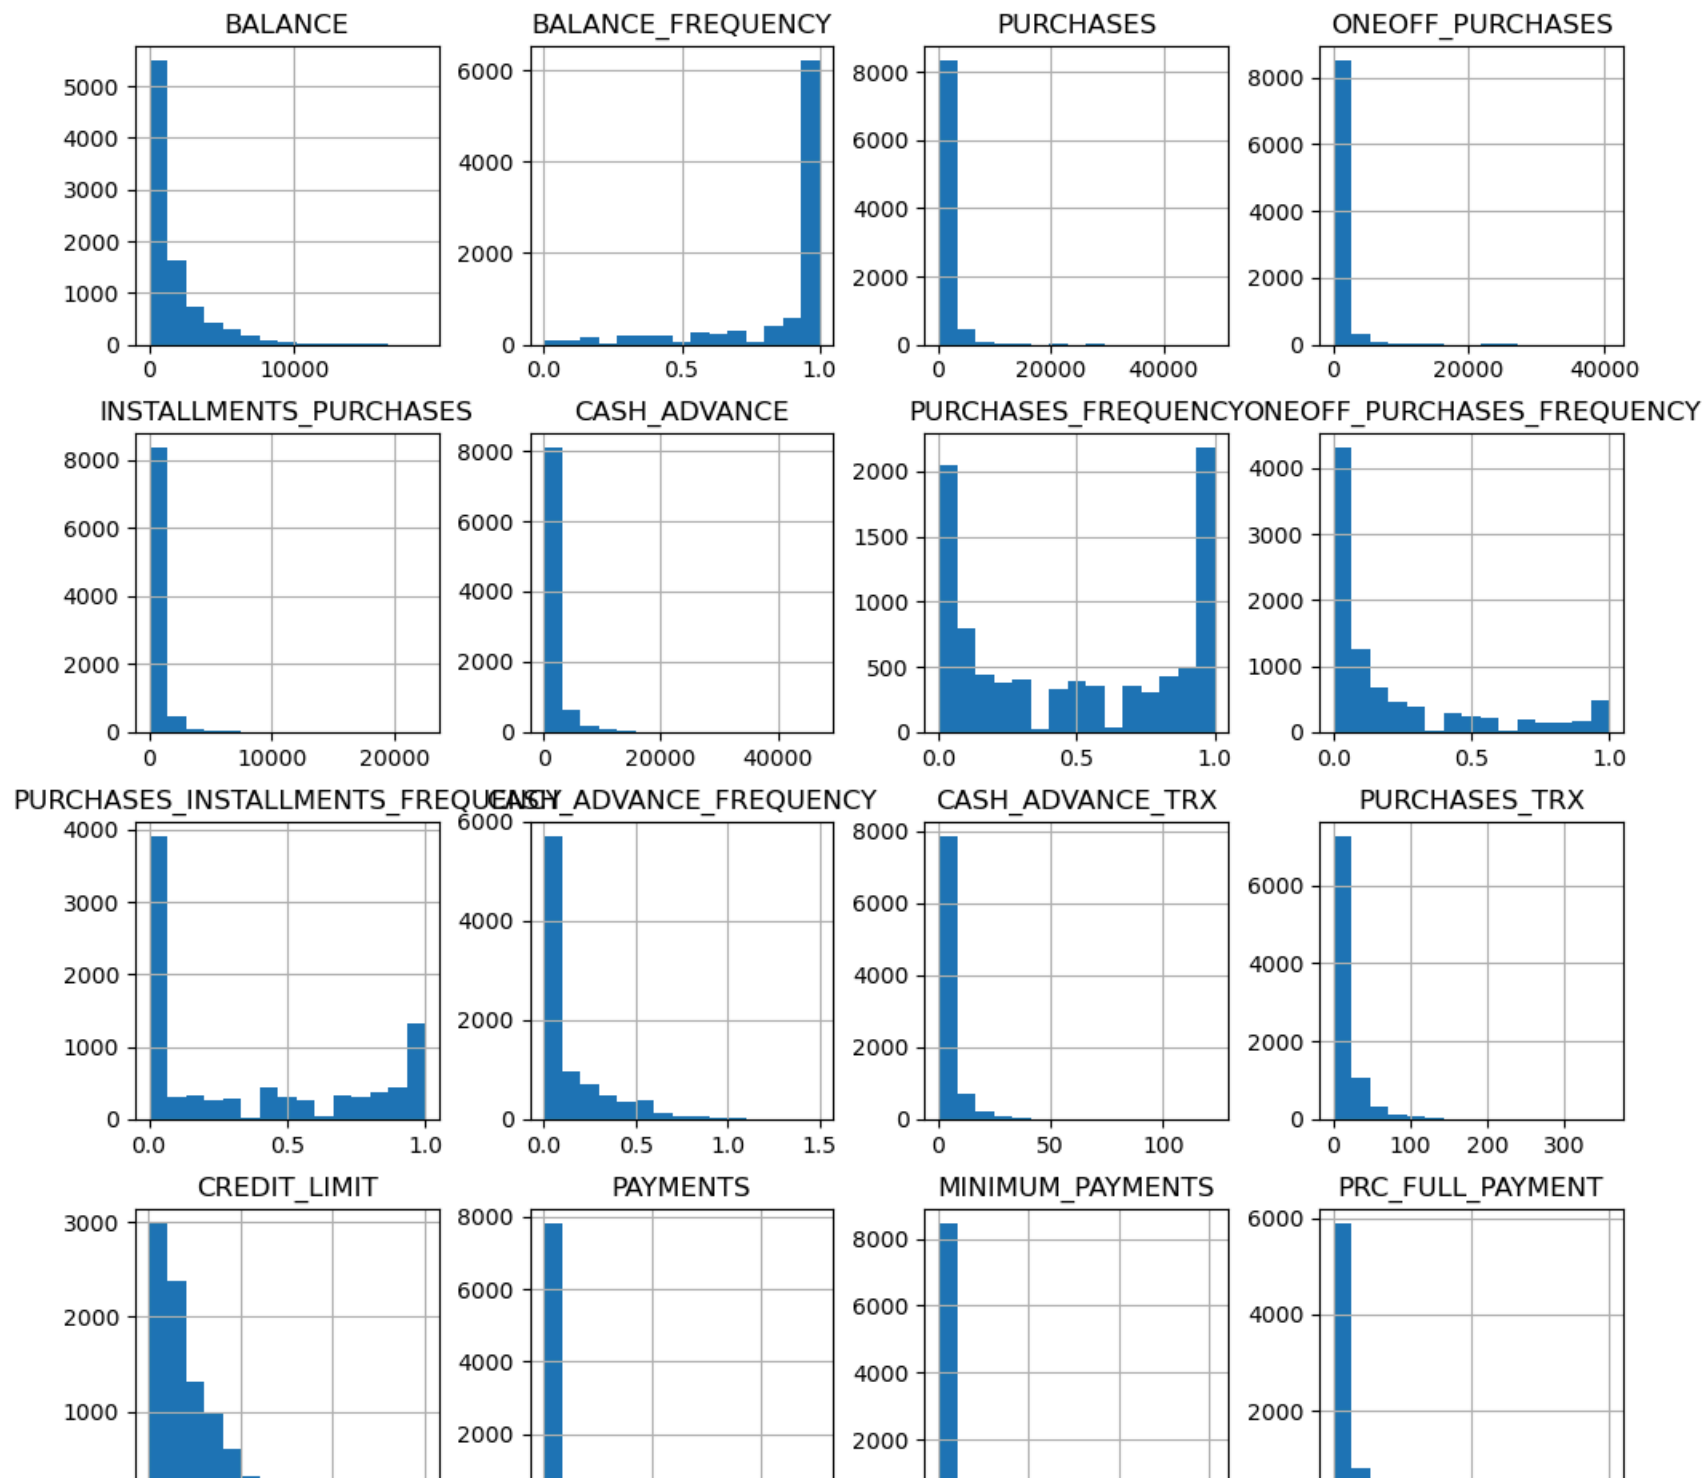 BALANCE
5000
4000
3000
2000
1000
0
0 10000
BALANCE_FREQUENCY
6000
4000
2000
0
0.0 0.5 1.0
PURCHASES
8000
6000
4000
2000
0
0 20000 40000
ONEOFF_PURCHASES
8000
6000
4000
2000
0
0 20000 40000
INSTALLMENTS_PURCHASES
8000
6000
4000
2000
0
0 10000 20000
CASH_ADVANCE
8000
6000
4000
2000
0
0 20000 40000
PURCHASES_FREQUENCY
2000
1500
1000
500
0
0.0 0.5 1.0
ONEOFF_PURCHASES_FREQUENCY
4000
3000
2000
1000
0
0.0 0.5 1.0
PURCHASES_INSTALLMENTS_FREQUENCY
4000
3000
2000
1000
0
0.0 0.5 1.0
CASH_ADVANCE_FREQUENCY
6000
4000
2000
0
0.0 0.5 1.0 1.5
CASH_ADVANCE_TRX
8000
6000
4000
2000
0
0 50 100
PURCHASES_TRX
6000
4000
2000
0
0 100 200 300
CREDIT_LIMIT
3000
2000
1000
PAYMENTS
8000
6000
4000
2000
MINIMUM_PAYMENTS
8000
6000
4000
2000
PRC_FULL_PAYMENT
6000
4000
2000